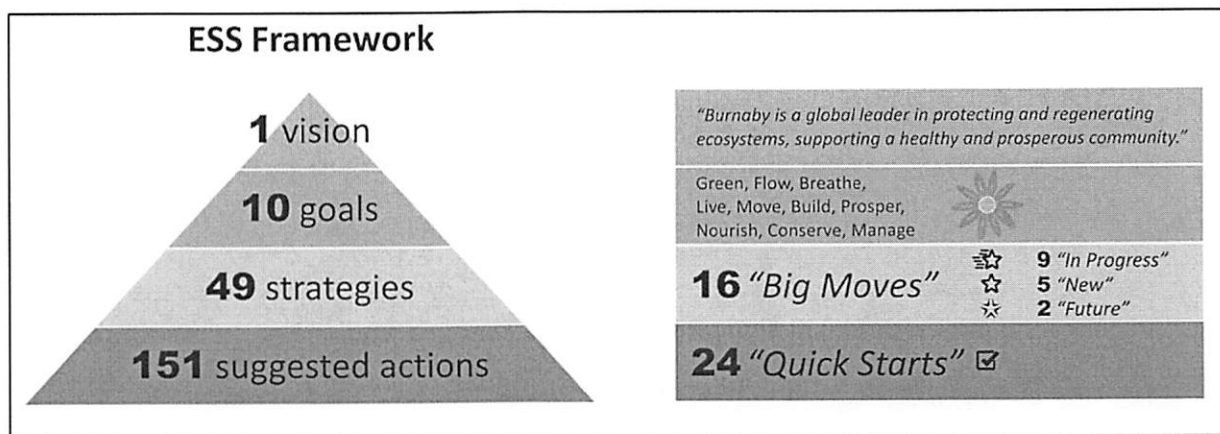 ESS Framework
1 vision
10 goals
49 strategies
151 suggested actions
"Burnaby is a global leader in protecting and regenerating
ecosystems, supporting a healthy and prosperous community."
Green, Flow, Breathe,
Live, Move, Build, Prosper,
Nourish, Conserve, Manage
16 "Big Moves"
9 "In Progress"
5 "New"
2 "Future"
24 "Quick Starts"